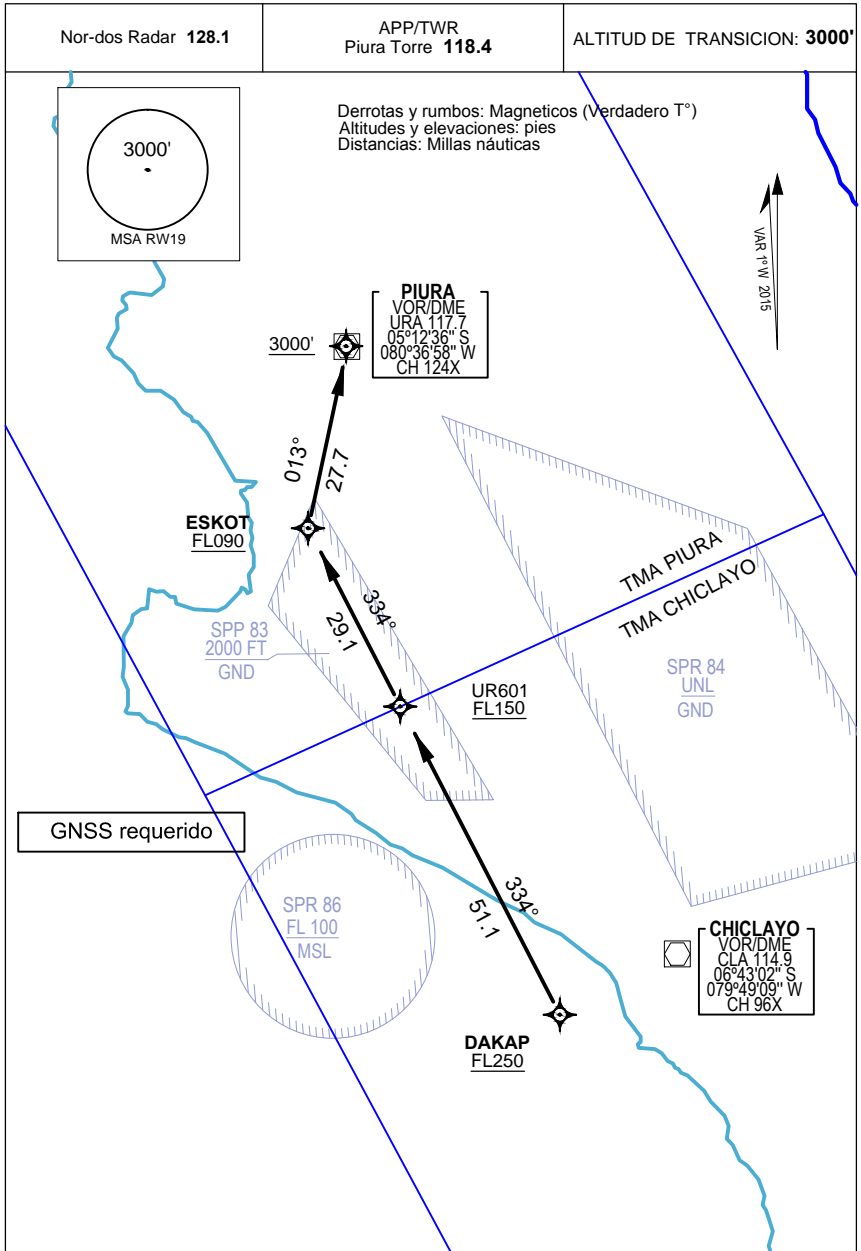 Nor-dos Radar 128.1
APP/TWR
Piura Torre 118.4
ALTITUD DE TRANSICION: 3000'
Derrotas y rumbos: Magneticos (Verdadero T°)
Altitudes y elevaciones: pies
Distancias: Millas náuticas
3000'
MSA RW19
VAR 1° W 2015
PIURA
VOR/DME
URA 117.7
05°12'36" S
080°36'58" W
CH 124X
3000'
013°
27.7
ESKOT
FL090
TMA PIURA
TMA CHICLAYO
334°
29.1
SPP 83
2000 FT
GND
SPR 84
UNL
GND
UR601
FL150
GNSS requerido
334°
51.1
SPR 86
FL 100
MSL
CHICLAYO
VOR/DME
CLA 114.9
06°43'02" S
079°49'09" W
CH 96X
DAKAP
FL250